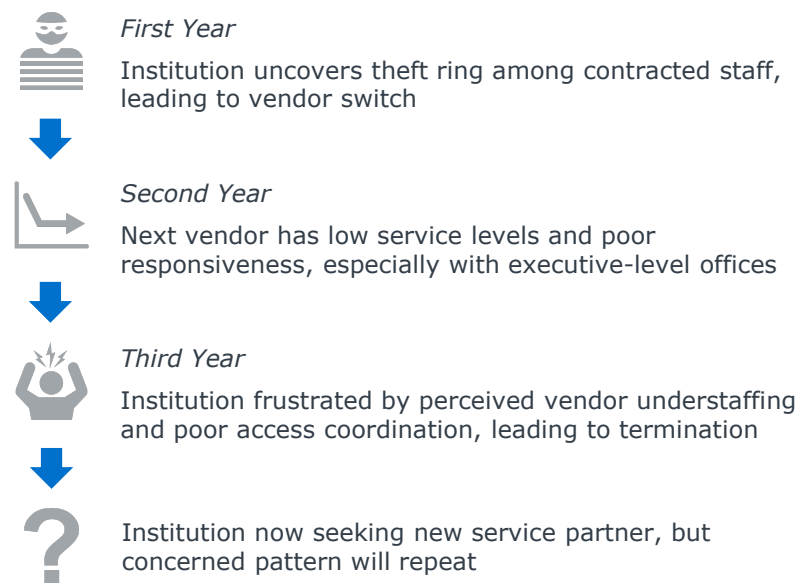 First Year
Institution uncovers theft ring among contracted staff,
leading to vendor switch
Second Year
Next vendor has low service levels and poor
responsiveness, especially with executive-level offices
Third Year
Institution frustrated by perceived vendor understaffing
and poor access coordination, leading to termination
?
Institution now seeking new service partner, but
concerned pattern will repeat